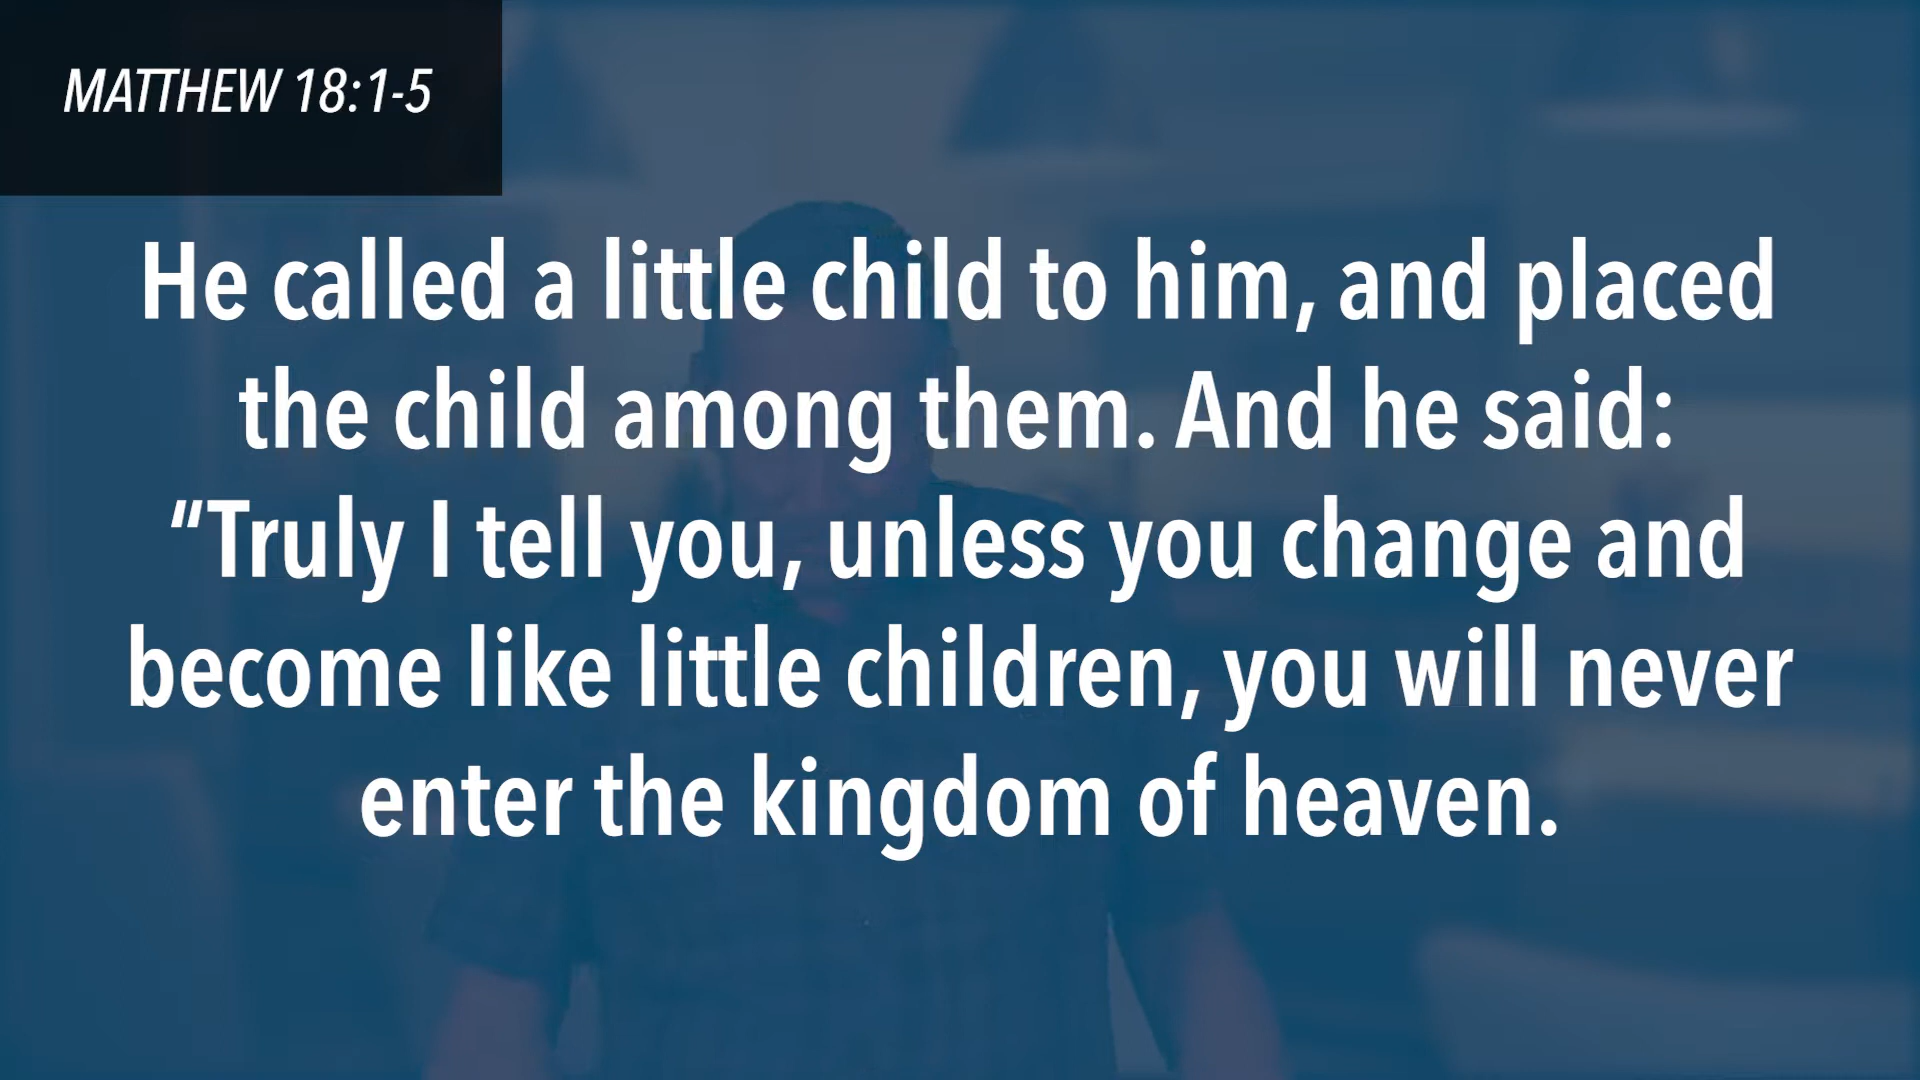 MATTHEW 18:1-5
He called a little child to him, and placed
the child among them. And he said:
“Truly I tell you, unless you change and
become like little children, you will never
enter the kingdom of heaven.